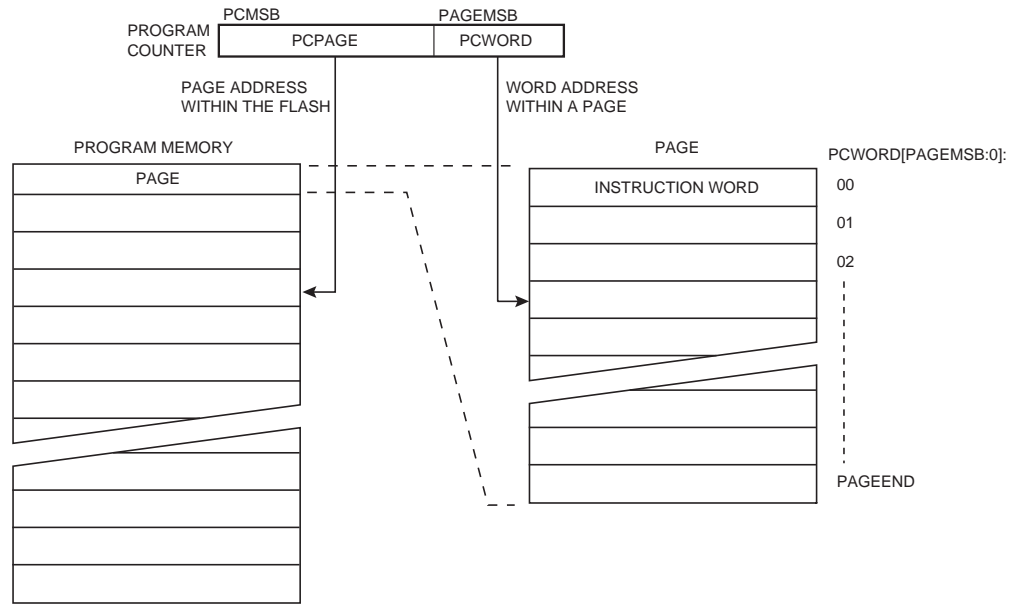 PCMSB
PAGEMSB
PROGRAM
COUNTER
PCPAGE
PCWORD
PAGE ADDRESS
WITHIN THE FLASH
WORD ADDRESS
WITHIN A PAGE
PROGRAM MEMORY
PAGE
PAGE
INSTRUCTION WORD
PCWORD[PAGEMSB:0]:
00
01
02
PAGEEND